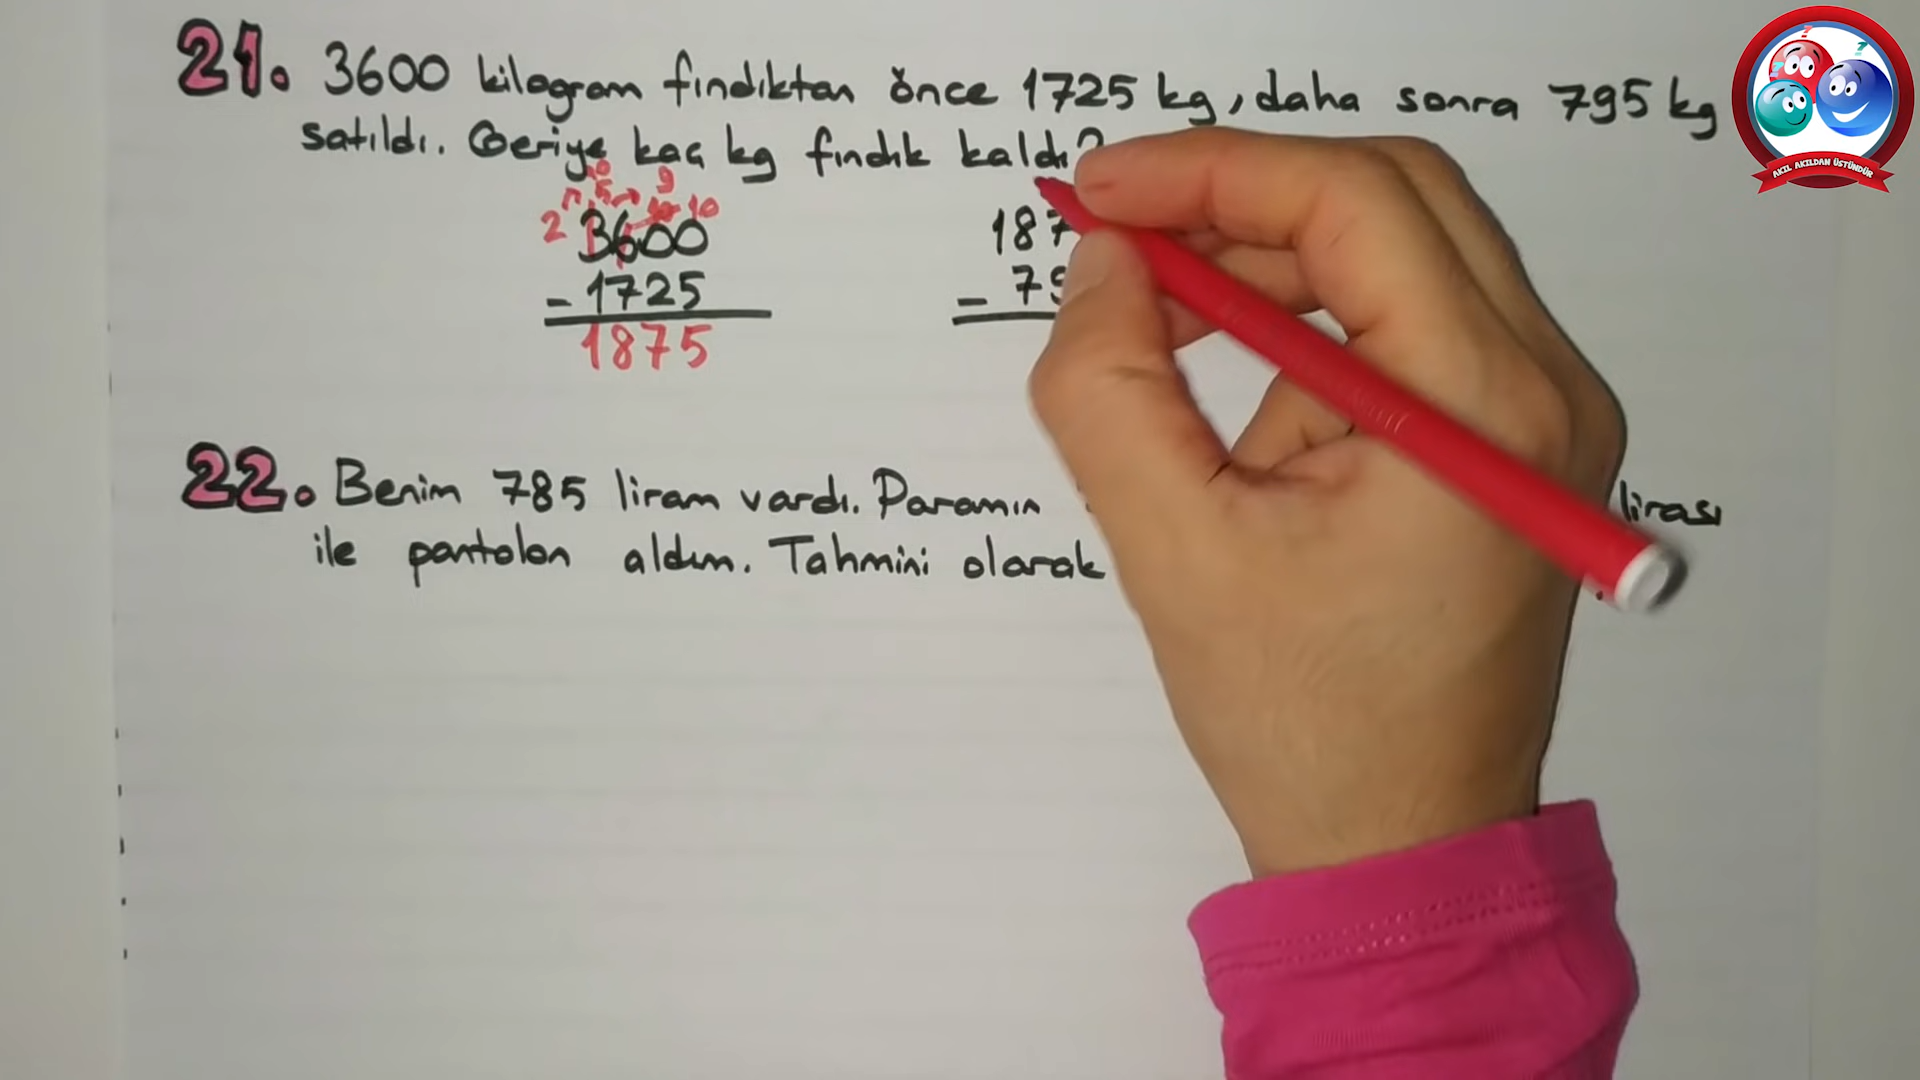 21. 3600 kilogram fındıktan önce 1725 kg, daha sonra 795 kg
satıldı. Geriye kaç kg fındık kaldı?
3600
- 1725
1875
187
- 79
22. Benim 785 liram vardı. Paramın lirası
ile pantolon aldım. Tahmini olarak
AKIL AKILDAN ÜSTÜNDÜR